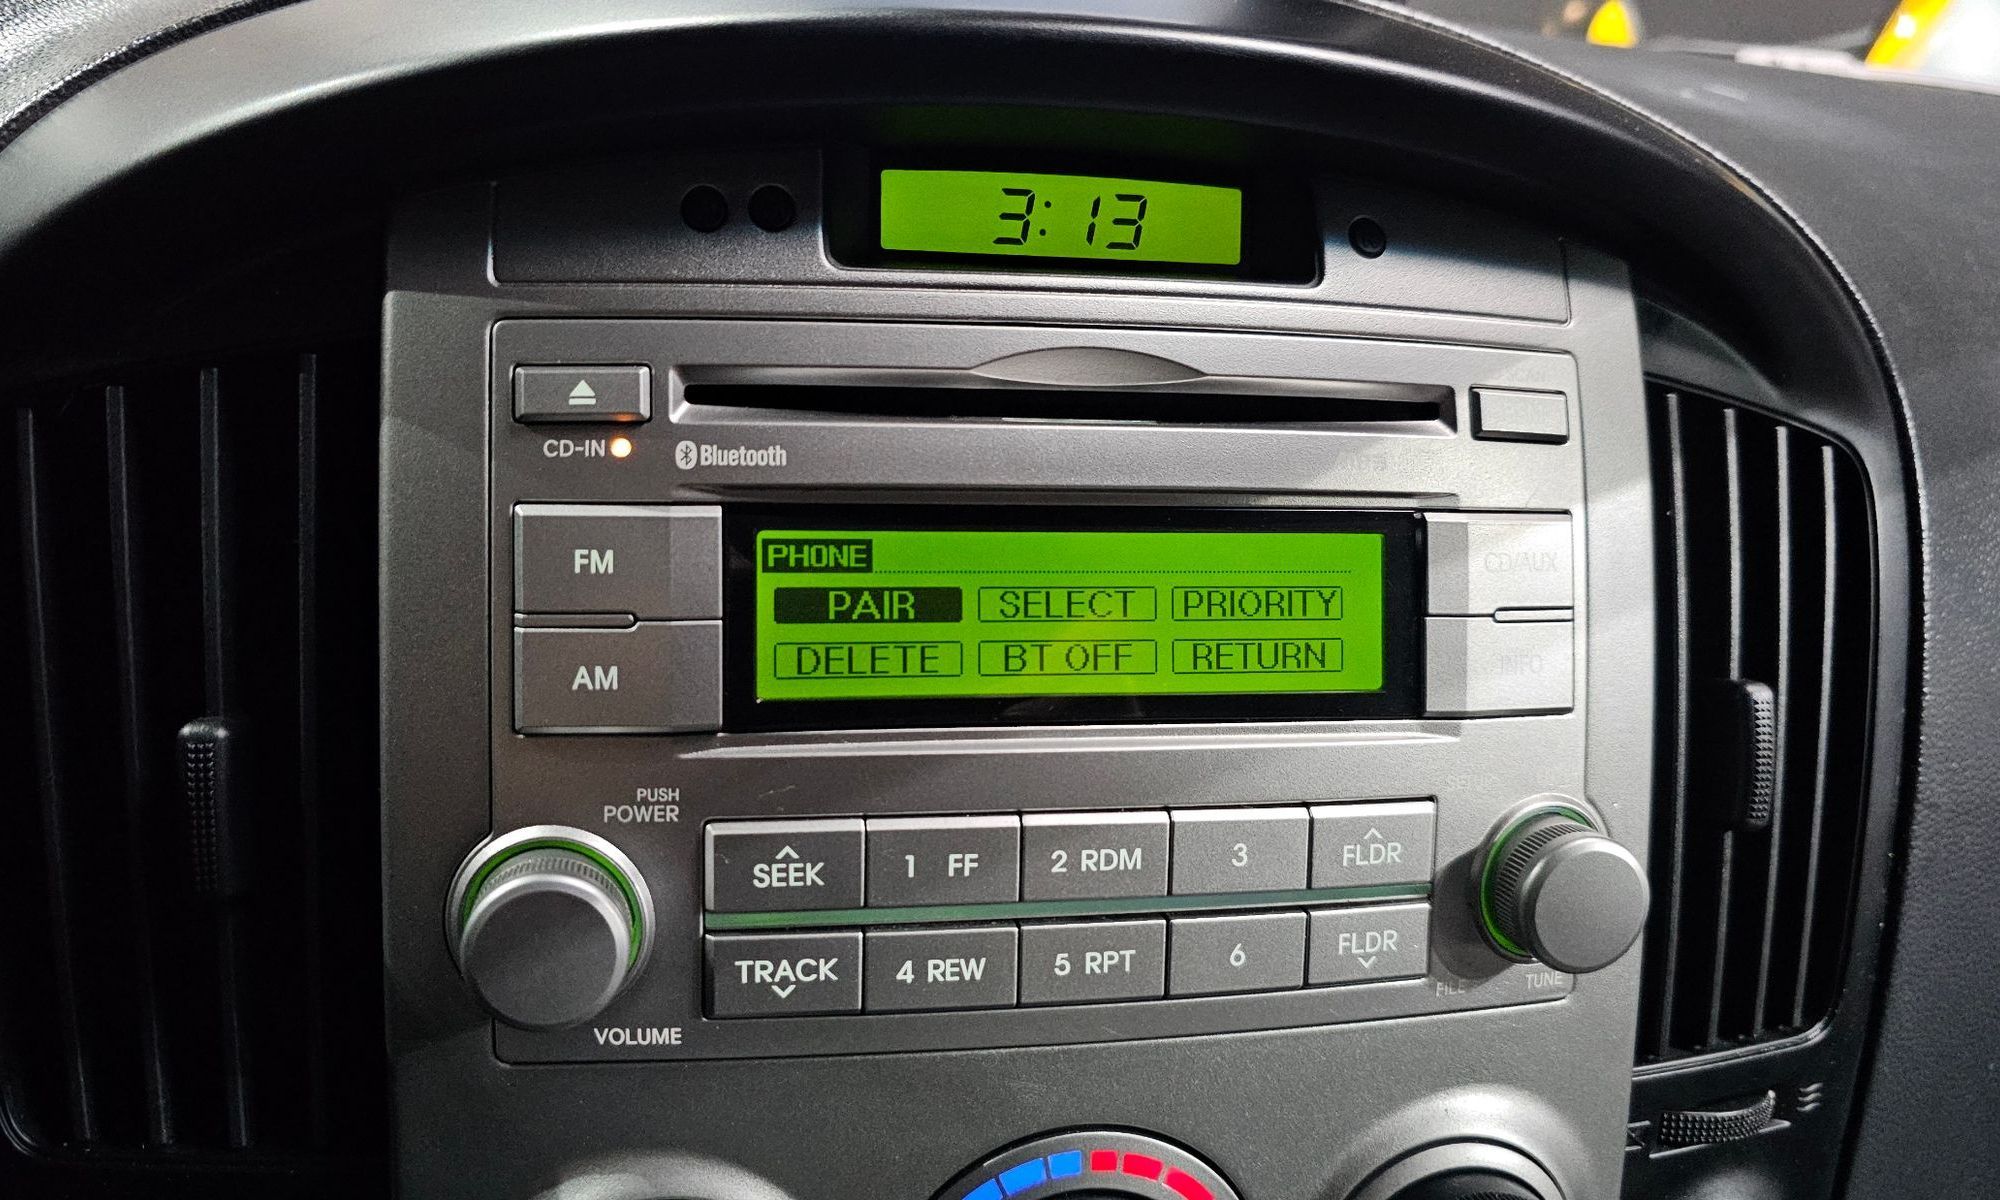 3:13
CD-IN
Bluetooth
FM
CD/AUX
PHONE
PAIR SELECT PRIORITY
DELETE BT OFF RETURN
AM
INFO
PUSH
POWER
SEEK 1 FF 2 RDM 3 FLDR
TRACK 4 REW 5 RPT 6 FLDR
FILE TUNE
VOLUME